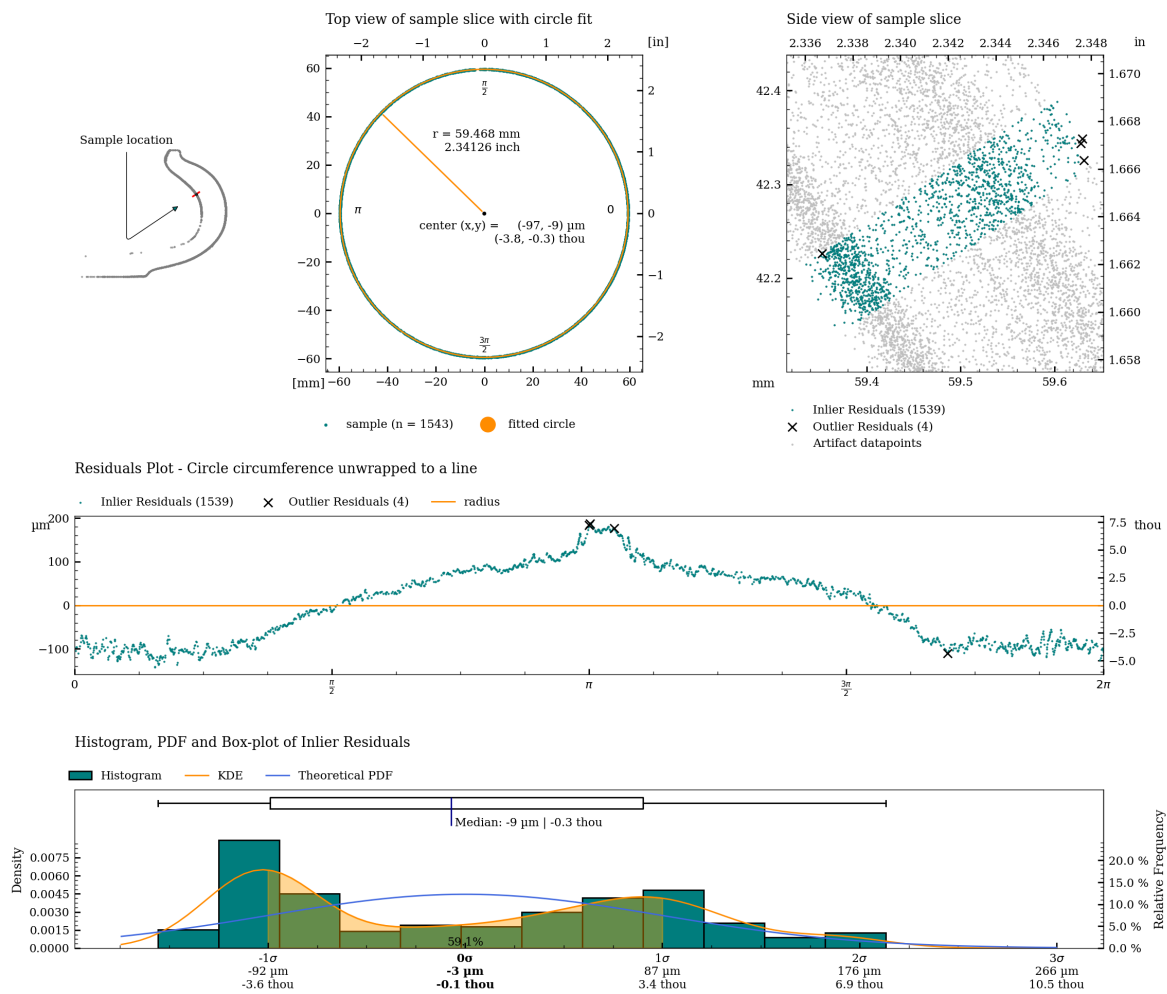 Top view of sample slice with circle fit
−2 −1 0 1 2 [in]
60 40 20 0 −20 −40 −60
2 1 0 −1 −2
π/2
r = 59.468 mm
2.34126 inch
π 0
center (x,y) = (-97, -9) µm
(-3.8, -0.3) thou
3π/2
[mm] −60 −40 −20 0 20 40 60
sample (n = 1543) fitted circle
Sample location
Side view of sample slice
2.336 2.338 2.340 2.342 2.344 2.346 2.348 in
42.4 42.3 42.2
1.670 1.668 1.666 1.664 1.662 1.660 1.658
mm 59.4 59.5 59.6
Inlier Residuals (1539)
Outlier Residuals (4)
Artifact datapoints
Residuals Plot - Circle circumference unwrapped to a line
Inlier Residuals (1539) Outlier Residuals (4) radius
µm 200 100 0 −100
7.5 5.0 2.5 0.0 −2.5 −5.0 thou
0 π/2 π 3π/2 2π
Histogram, PDF and Box-plot of Inlier Residuals
Histogram KDE Theoretical PDF
Median: -9 µm | -0.3 thou
Density
0.0075 0.0060 0.0045 0.0030 0.0015 0.0000
20.0 % 15.0 % 10.0 % 5.0 % 0.0 %
Relative Frequency
59.1%
-1σ 0σ 1σ 2σ 3σ
-92 µm -3 µm 87 µm 176 µm 266 µm
-3.6 thou -0.1 thou 3.4 thou 6.9 thou 10.5 thou